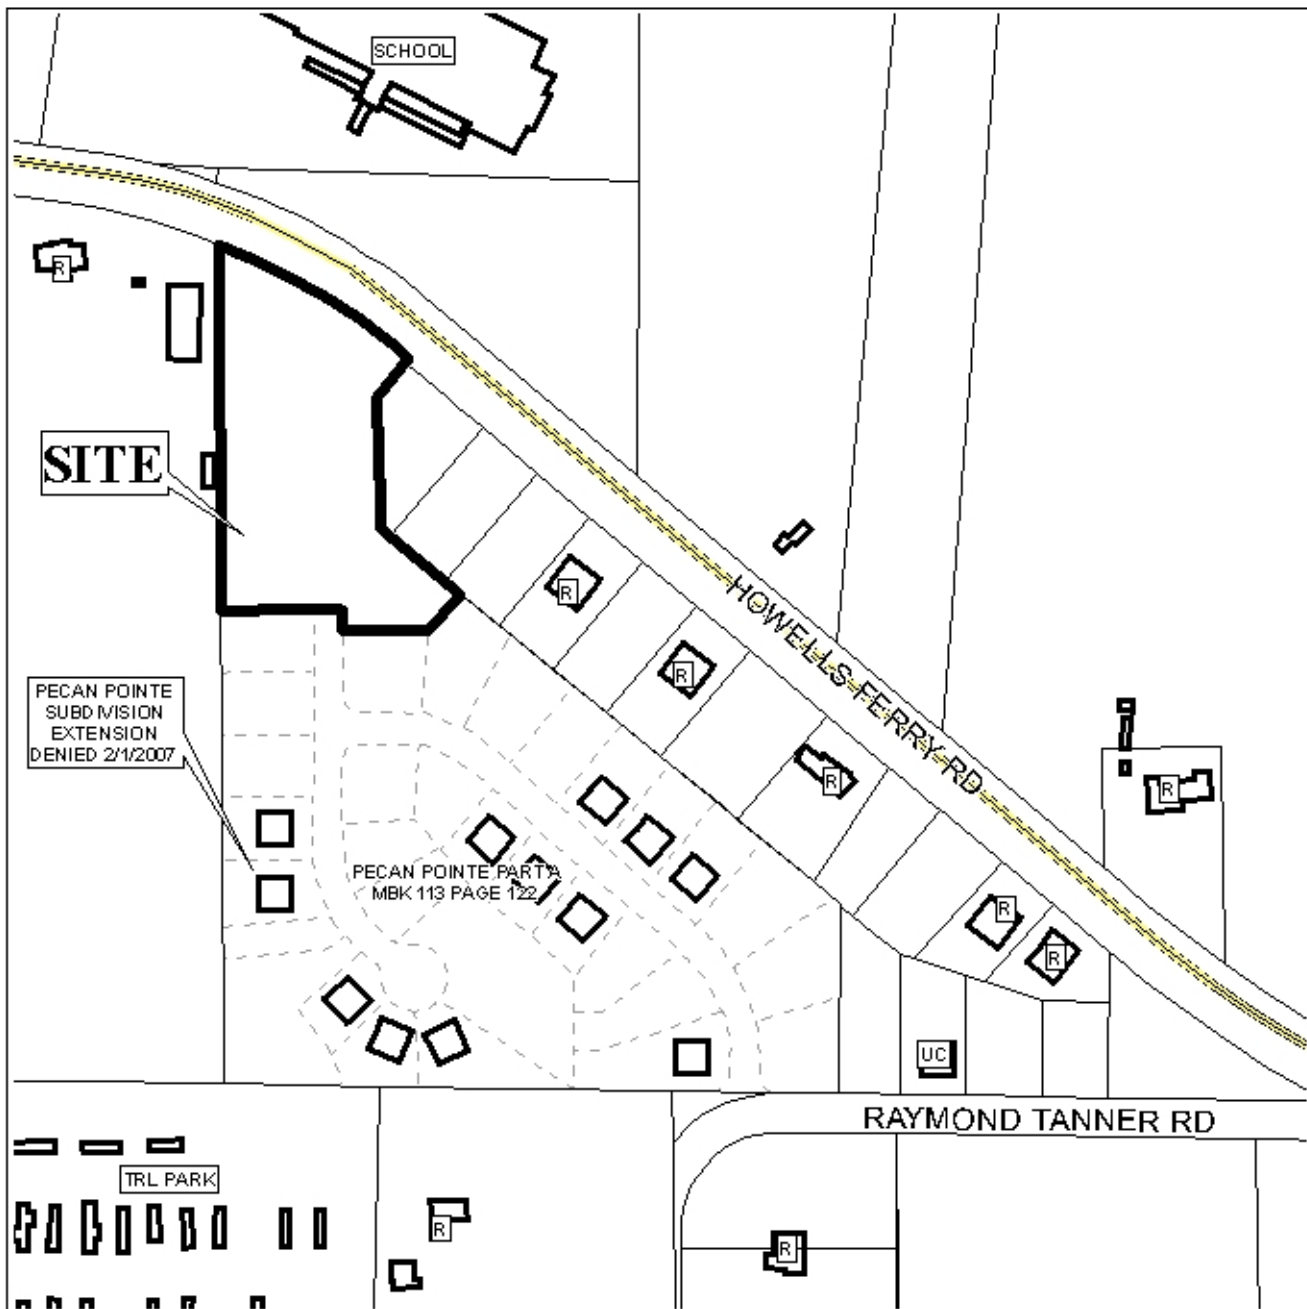 SCHOOL
R
SITE
R
HOWELLS FERRY RD
R
PECAN POINTE
SUBDIVISION
EXTENSION
DENIED 2/1/2007
R
R
PECAN POINTE PART A
MBK 113 PAGE 122
R
R
UC
RAYMOND TANNER RD
TRL PARK
R
R